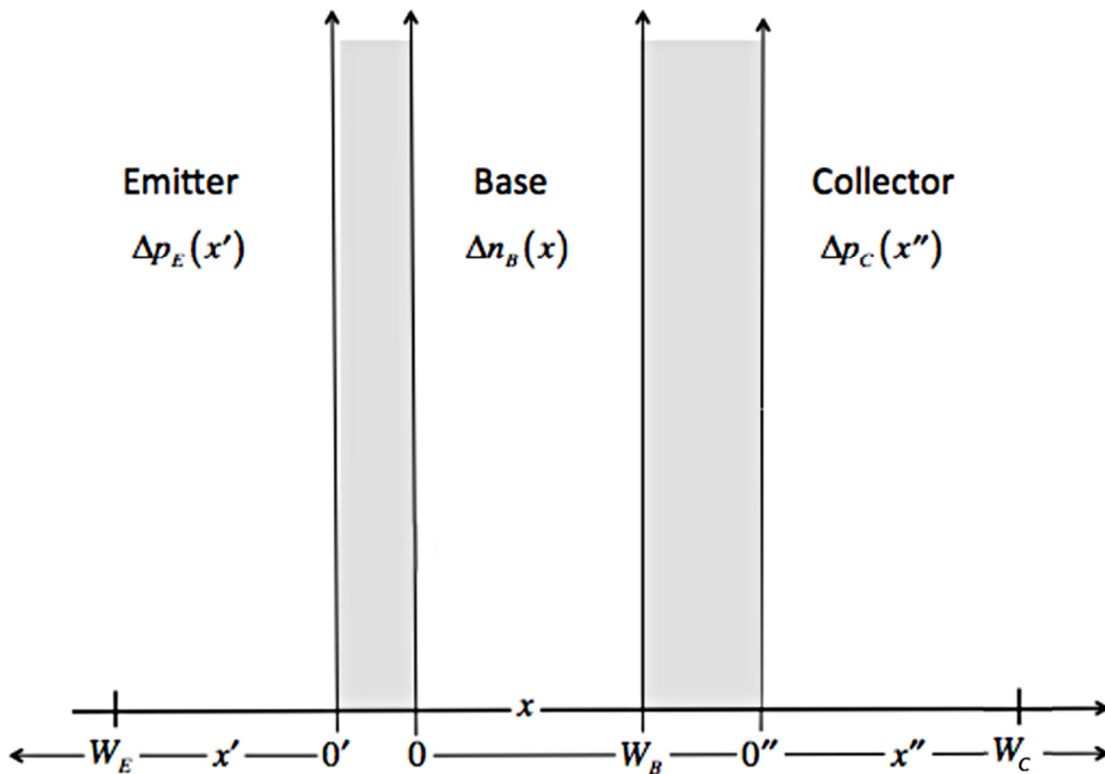 Emitter Base Collector
Δp_E(x′) Δn_B(x) Δp_C(x″)
x
W_E x′ 0′ 0 W_B 0″ x″ W_C